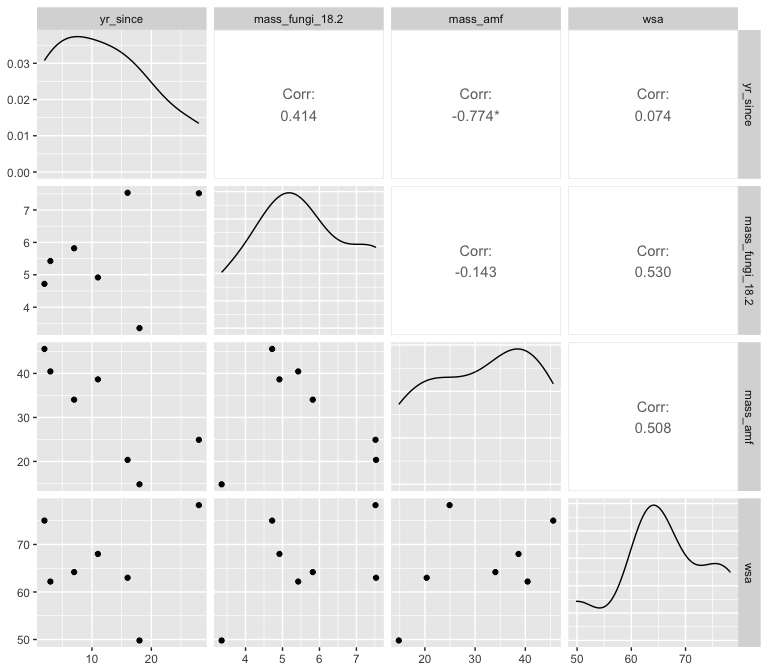 yr_since mass_fungi_18.2 mass_amf wsa
0.03
0.02
0.01
0.00
Corr:
0.414
Corr:
-0.774*
Corr:
0.074
yr_since
7
6
5
4
Corr:
-0.143
Corr:
0.530
mass_fungi_18.2
40
30
20
Corr:
0.508
mass_amf
70
60
50
wsa
10 20
4 5 6 7
20 30 40
50 60 70